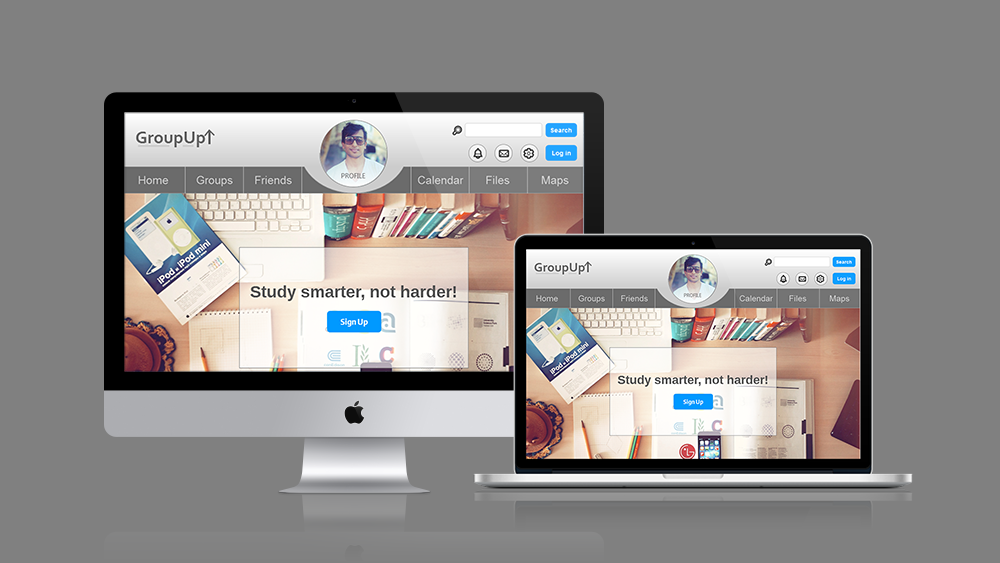 GroupUp
Search
Log in
PROFILE
Home
Groups
Friends
Calendar
Files
Maps
iPod • iPod mini
Study smarter, not harder!
Sign Up
a
C
GroupUp
Search
Log in
PROFILE
Home
Groups
Friends
Calendar
Files
Maps
iPod • iPod mini
Study smarter, not harder!
Sign Up
a
C
LG